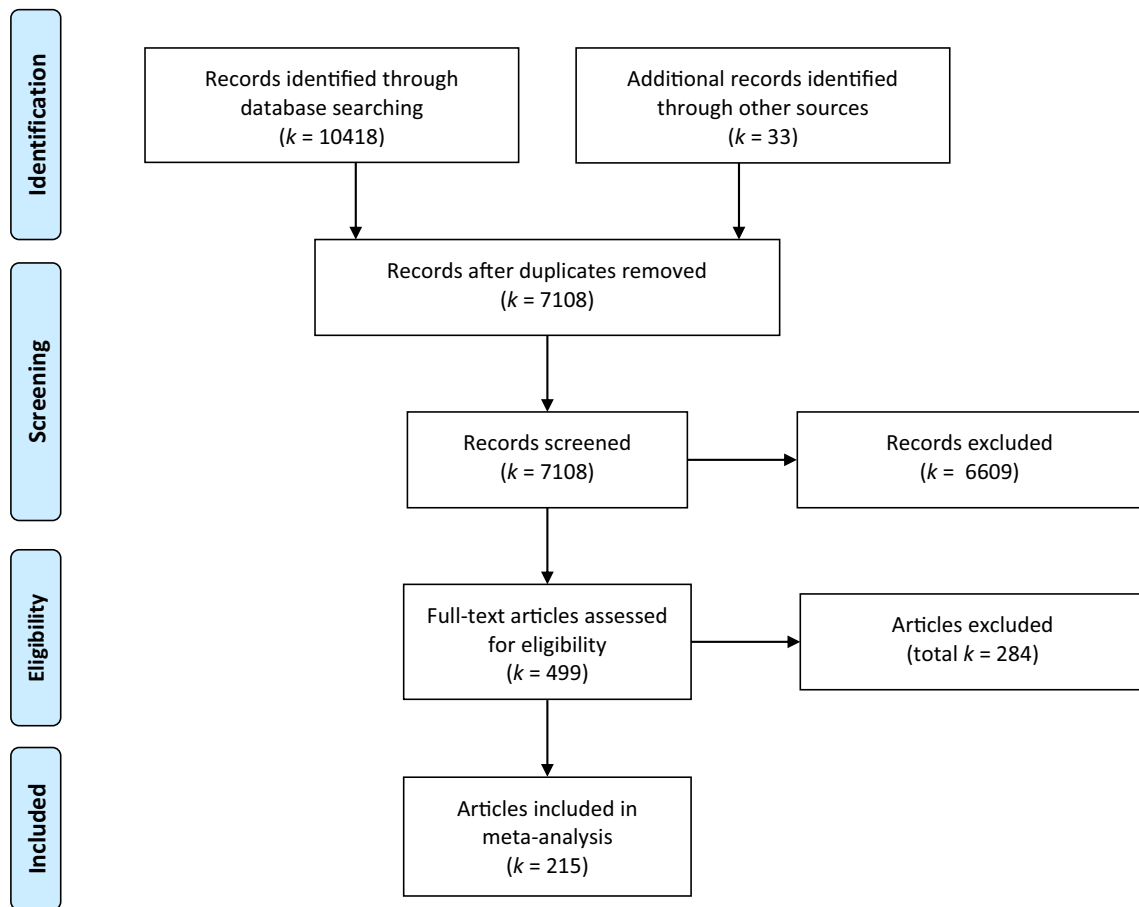 Identification
Records identified through
database searching
(k = 10418)
Additional records identified
through other sources
(k = 33)
Screening
Records after duplicates removed
(k = 7108)
Records screened
(k = 7108)
Records excluded
(k = 6609)
Eligibility
Full-text articles assessed
for eligibility
(k = 499)
Articles excluded
(total k = 284)
Included
Articles included in
meta-analysis
(k = 215)